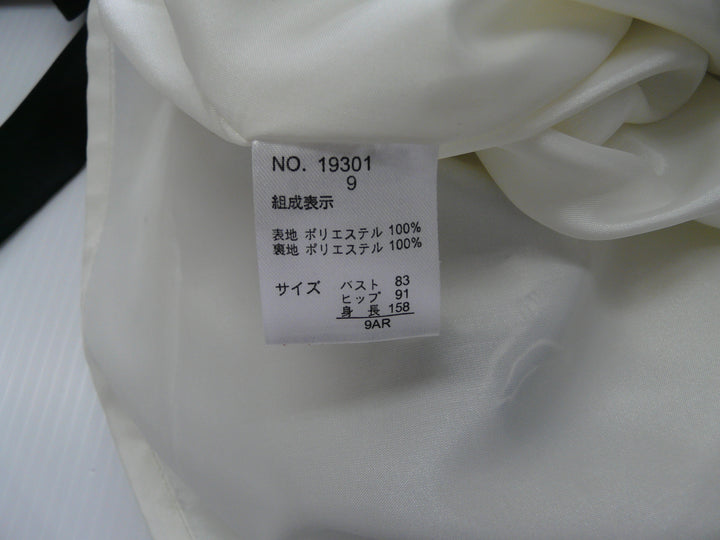 NO. 19301
9
組成表示
表地 ポリエステル 100%
裏地 ポリエステル 100%
サイズ バスト 83
ヒップ 91
身長 158
9AR